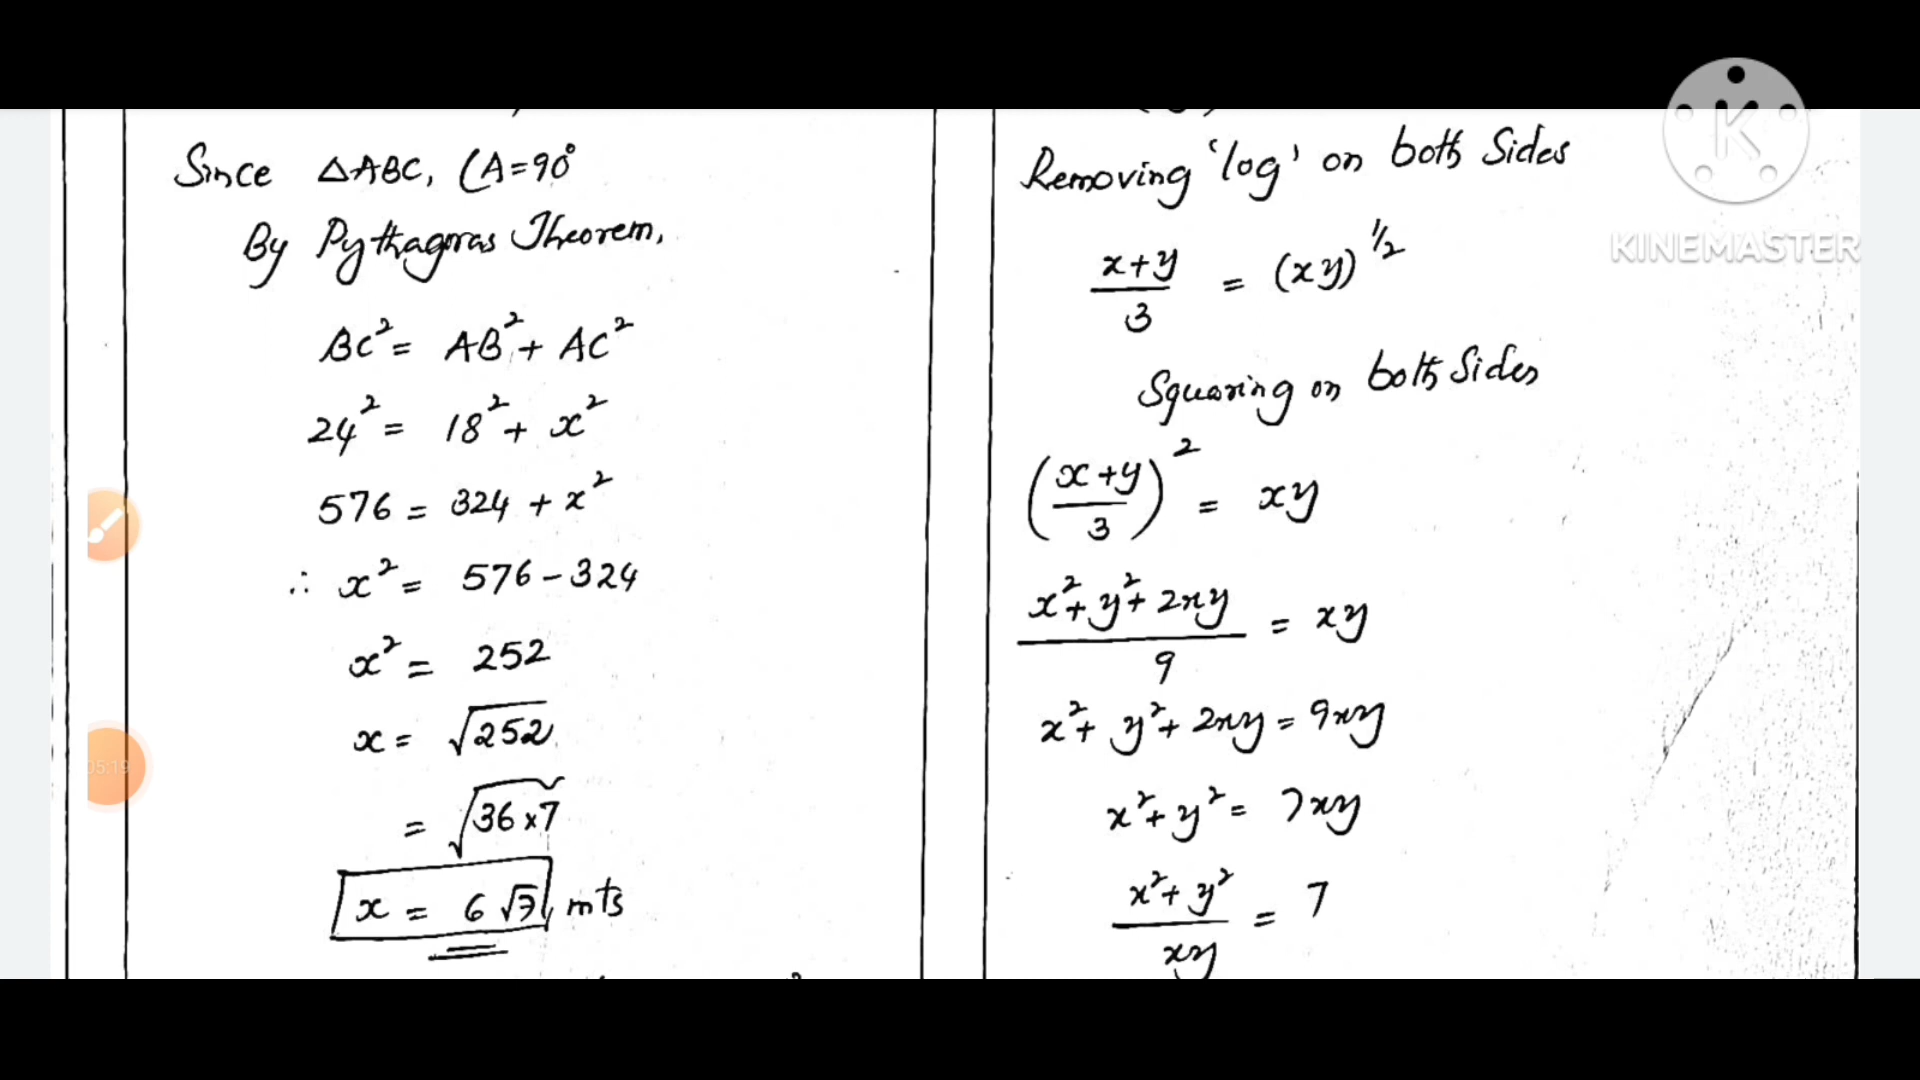 Since △ABC, ∠A=90°
By Pythagoras Theorem,
BC² = AB² + AC²
24² = 18² + x²
576 = 324 + x²
∴ x² = 576 - 324
x² = 252
x = √252
= √36×7
x = 6√7 mts
Removing 'log' on both Sides
x+y/3 = (xy)^1/2
Squaring on both Sides
(x+y/3)² = xy
x²+y²+2xy/9 = xy
x²+y²+2xy = 9xy
x²+y² = 7xy
x²+y²/xy = 7
K
KINEMASTER
05:19